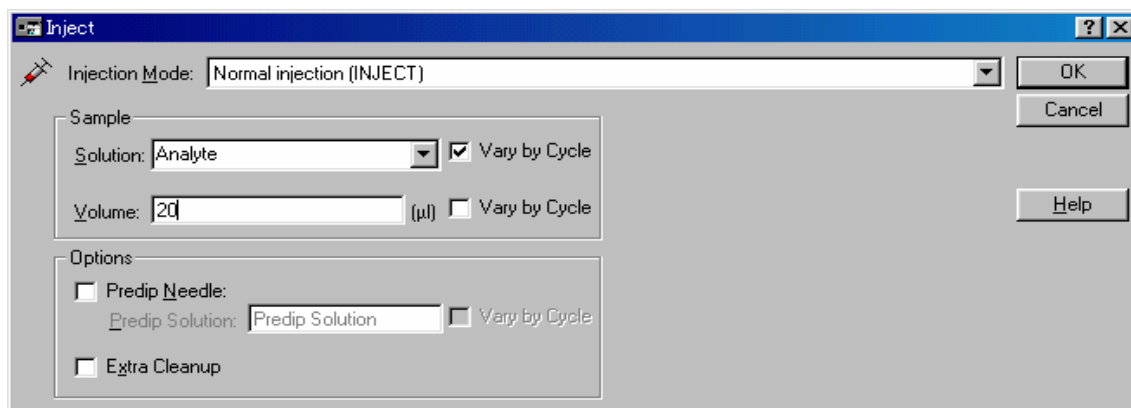 Inject
Injection Mode: Normal injection (INJECT)
OK
Cancel
Sample
Solution: Analyte Vary by Cycle
Volume: 20 (µl) Vary by Cycle
Help
Options
Predip Needle:
Predip Solution: Predip Solution Vary by Cycle
Extra Cleanup